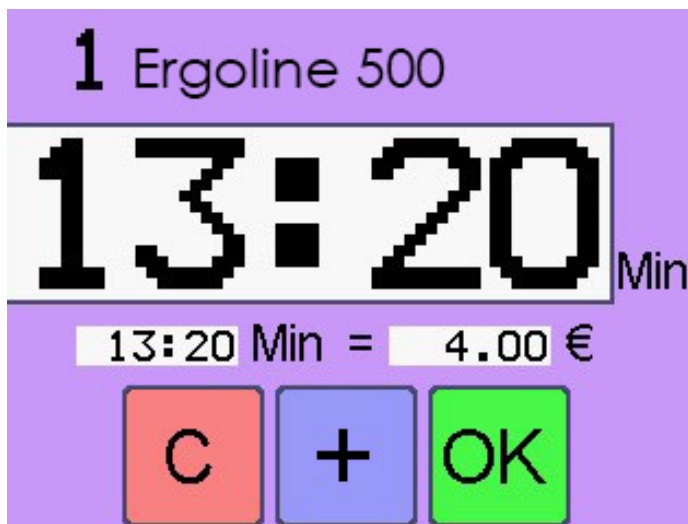 1 Ergoline 500
13:20 Min
13:20 Min = 4.00 €
C + OK